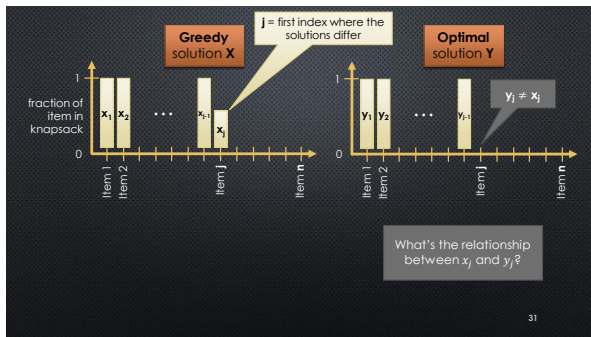 Greedy
solution X
j = first index where the
solutions differ
Optimal
solution Y
fraction of
item in
knapsack
1
0
x1
x2
...
xj-1
xj
Item 1
Item 2
Item j
Item n
1
0
y1
y2
...
yj-1
yj ≠ xj
Item 1
Item 2
Item j
Item n
What's the relationship
between xj and yj?
31